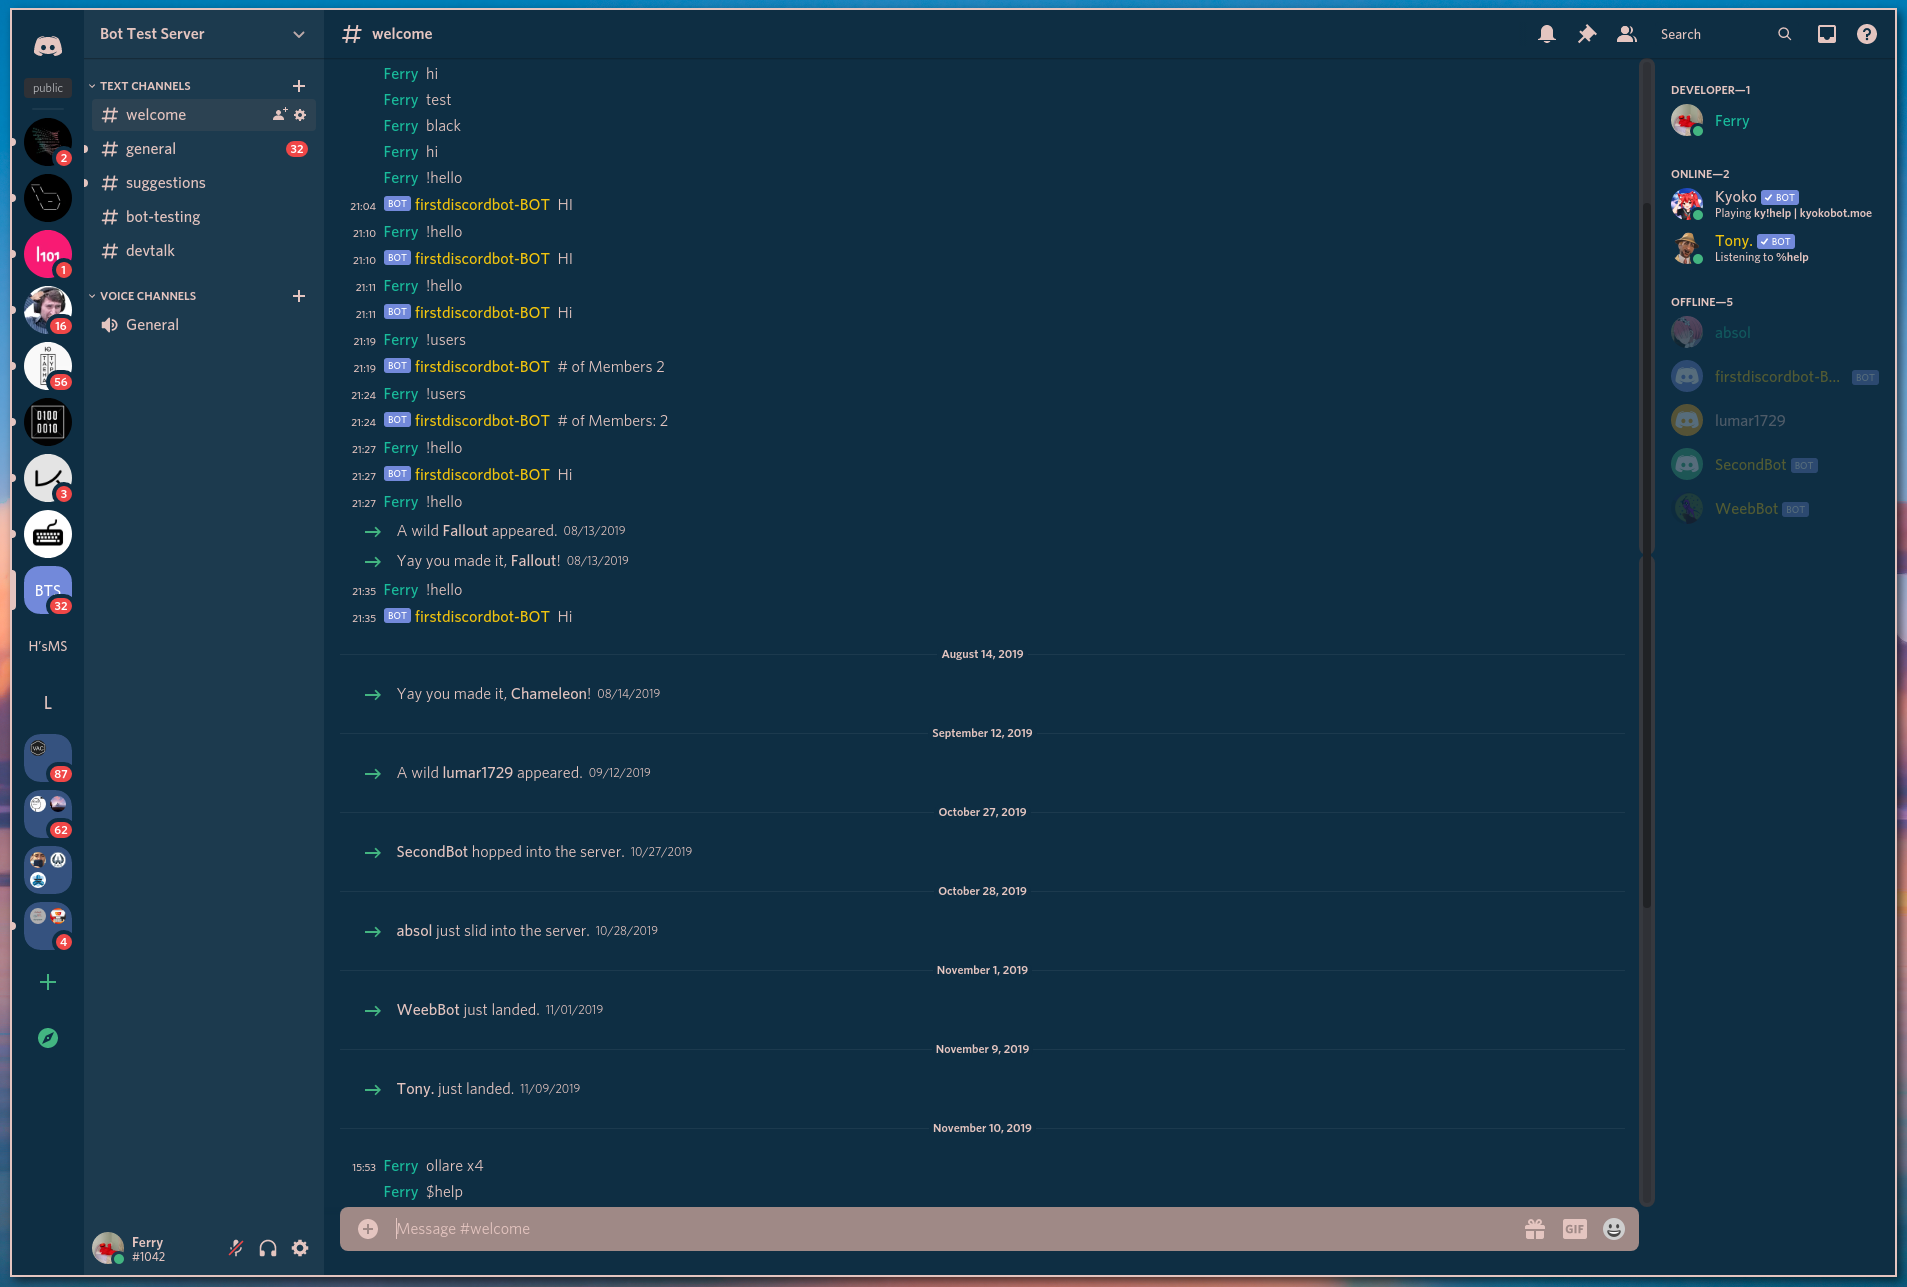 public
2
1101
1
16
TAEHA
TYPE
56
0100
0010
3
BTS
32
H'sMS
L
VAC
87
62
4
Bot Test Server
TEXT CHANNELS
welcome
general 32
suggestions
bot-testing
devtalk
VOICE CHANNELS
General
Ferry
#1042
welcome
Search
Ferry hi
Ferry test
Ferry black
Ferry hi
Ferry !hello
21:04 BOT firstdiscordbot-BOT HI
21:10 Ferry !hello
21:10 BOT firstdiscordbot-BOT HI
21:11 Ferry !hello
21:11 BOT firstdiscordbot-BOT Hi
21:19 Ferry !users
21:19 BOT firstdiscordbot-BOT # of Members 2
21:24 Ferry !users
21:24 BOT firstdiscordbot-BOT # of Members: 2
21:27 Ferry !hello
21:27 BOT firstdiscordbot-BOT Hi
21:27 Ferry !hello
A wild Fallout appeared. 08/13/2019
Yay you made it, Fallout! 08/13/2019
21:35 Ferry !hello
21:35 BOT firstdiscordbot-BOT Hi
August 14, 2019
Yay you made it, Chameleon! 08/14/2019
September 12, 2019
A wild lumar1729 appeared. 09/12/2019
October 27, 2019
SecondBot hopped into the server. 10/27/2019
October 28, 2019
absol just slid into the server. 10/28/2019
November 1, 2019
WeebBot just landed. 11/01/2019
November 9, 2019
Tony. just landed. 11/09/2019
November 10, 2019
15:53 Ferry ollare x4
Ferry $help
Message #welcome
GIF
DEVELOPER—1
Ferry
ONLINE—2
Kyoko BOT
Playing ky!help | kyokobot.moe
Tony. BOT
Listening to %help
OFFLINE—5
absol
firstdiscordbot-B... BOT
lumar1729
SecondBot BOT
WeebBot BOT